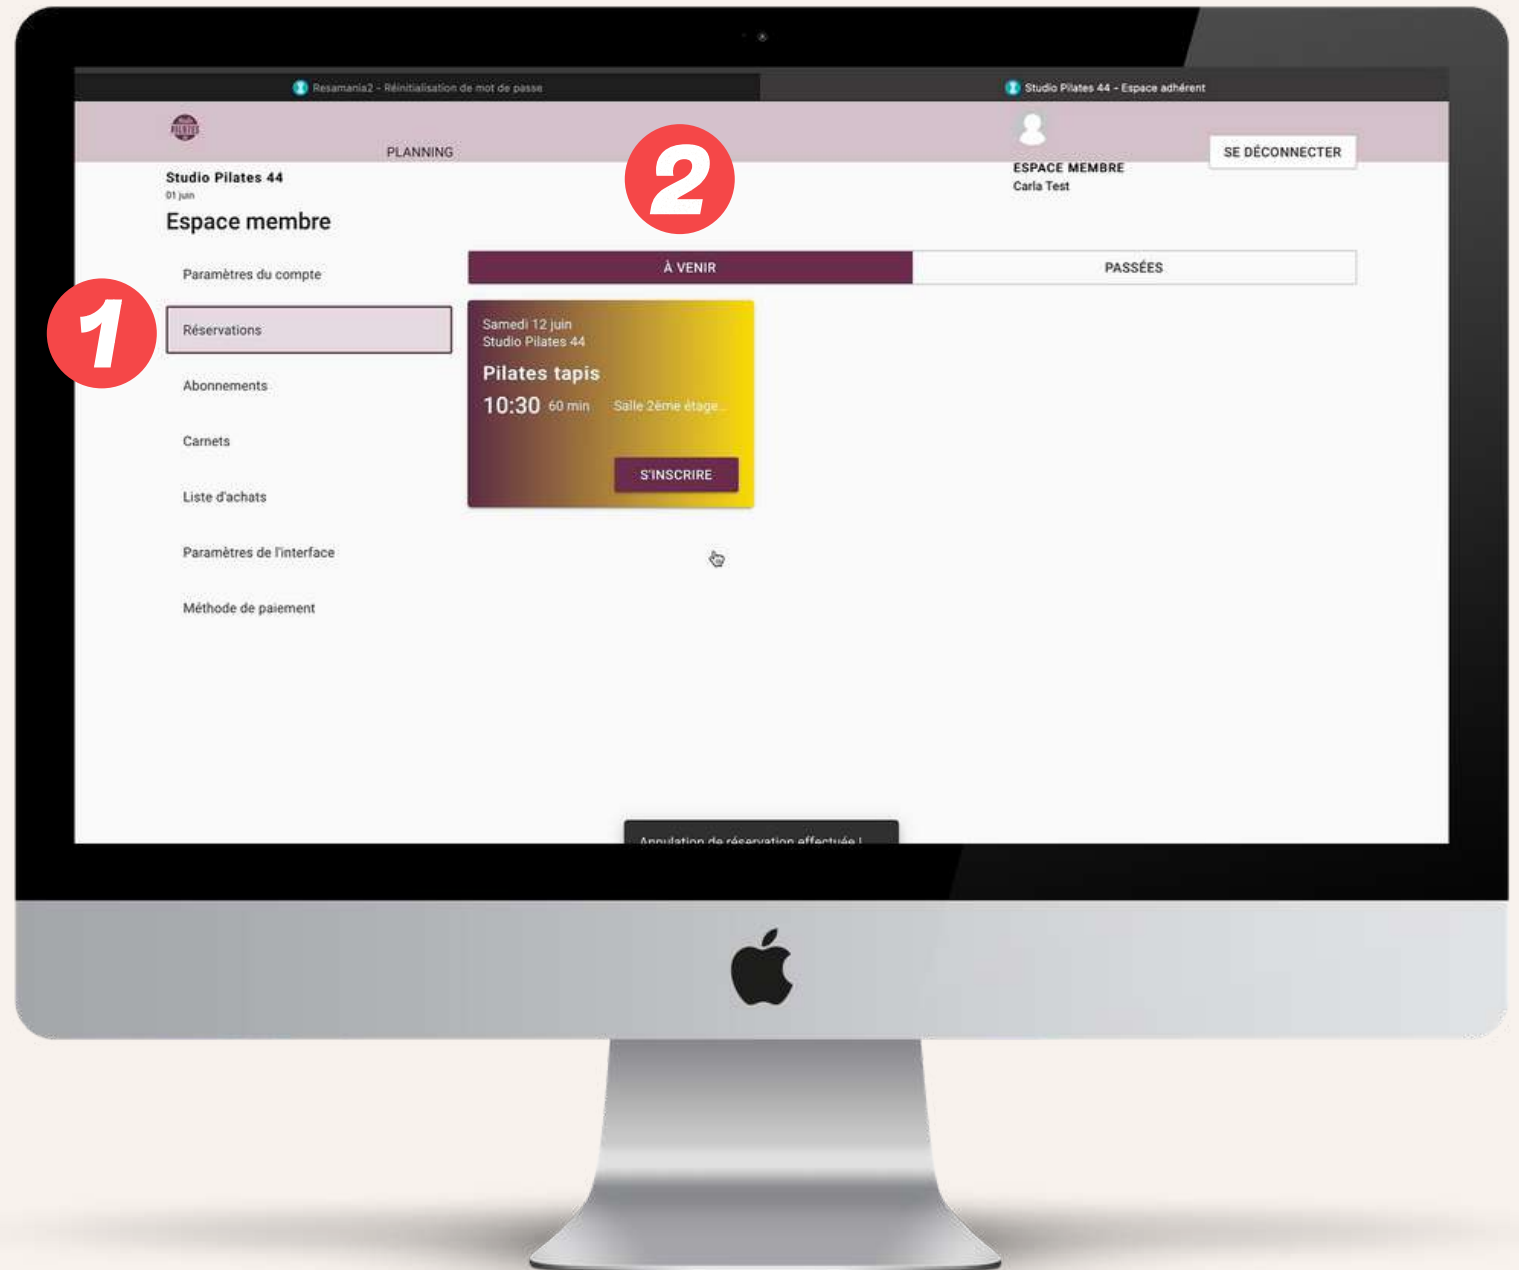 Resamania2 - Réinitialisation de mot de passe
Studio Pilates 44 - Espace adhérent
PILATES
PLANNING
ESPACE MEMBRE
Carla Test
SE DÉCONNECTER
Studio Pilates 44
01 juin
Espace membre
2
1
Paramètres du compte
Réservations
Abonnements
Carnets
Liste d'achats
Paramètres de l'interface
Méthode de paiement
À VENIR
PASSÉES
Samedi 12 juin
Studio Pilates 44
Pilates tapis
10:30 60 min Salle 2ème étage...
S'INSCRIRE
Annulation de réservation effectuée !